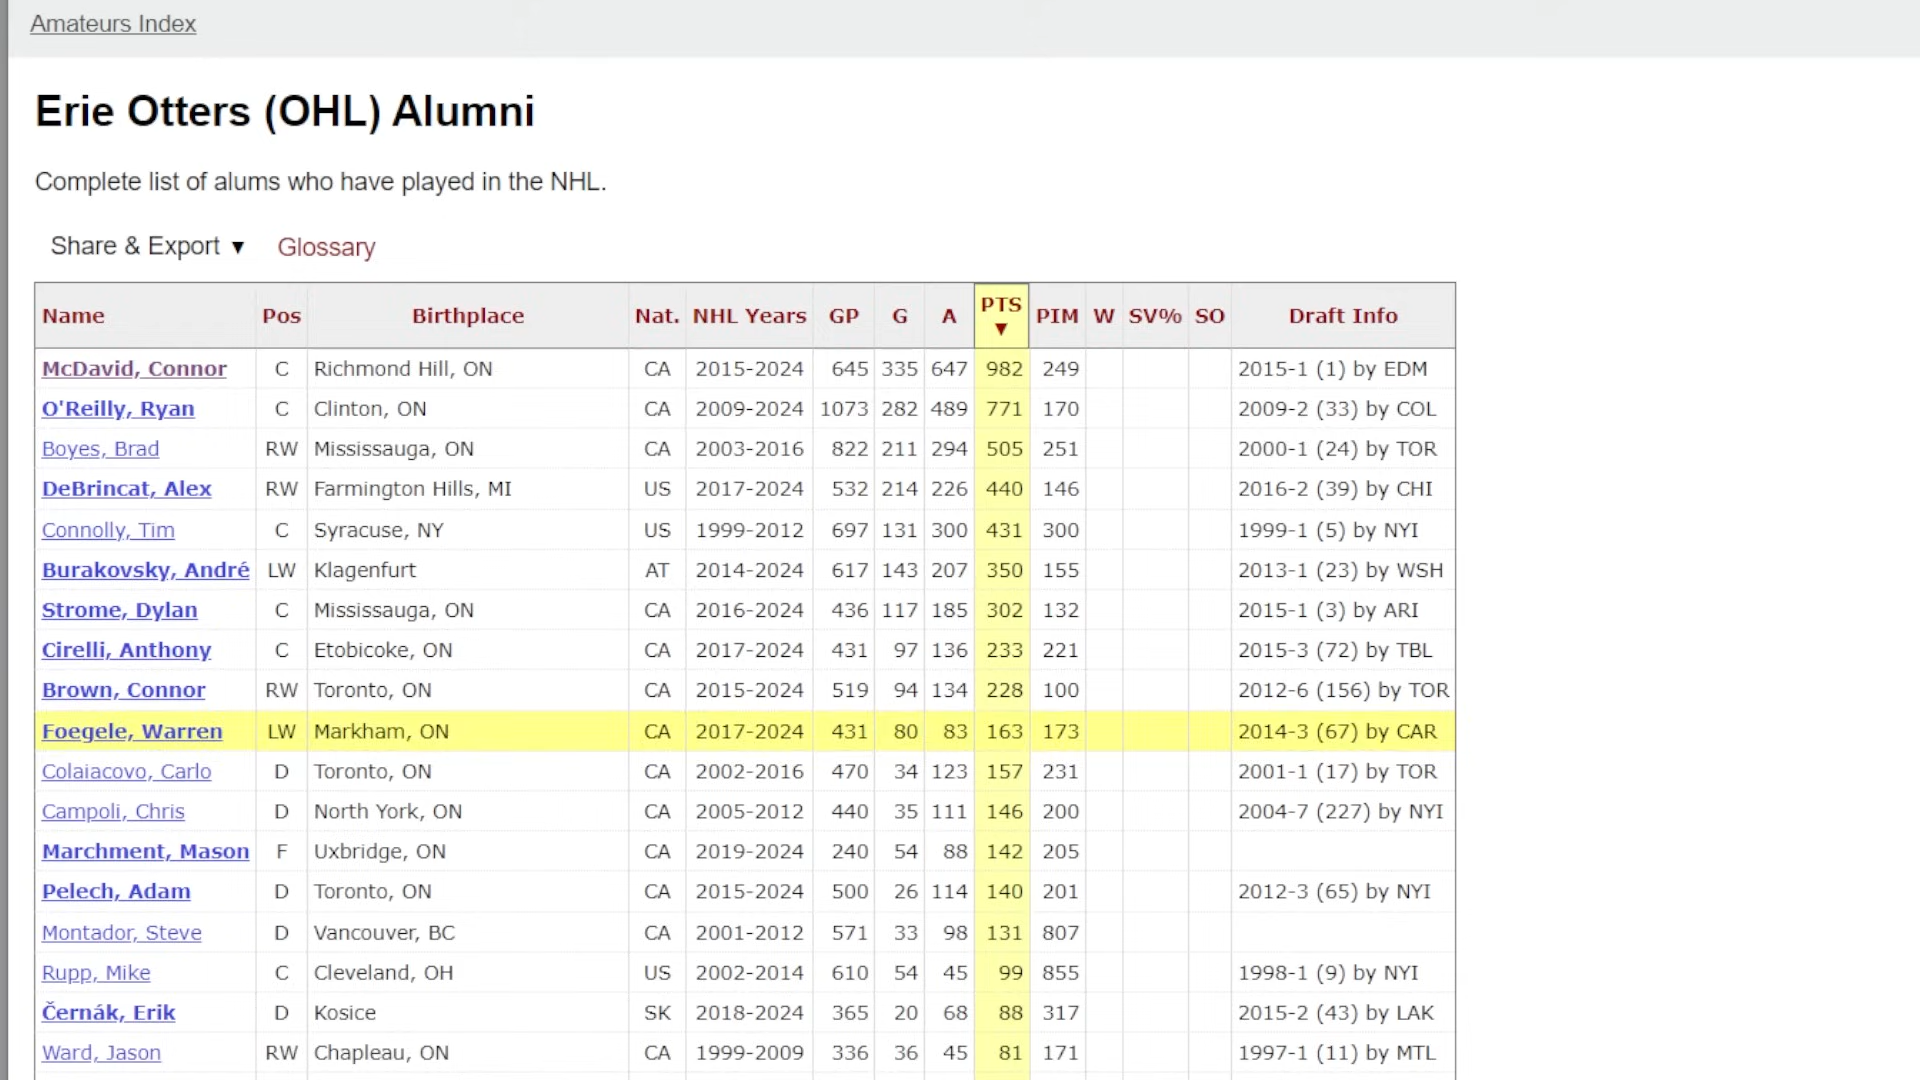 Amateurs Index
Erie Otters (OHL) Alumni
Complete list of alums who have played in the NHL.
Share & Export ▼ Glossary
Name Pos Birthplace Nat. NHL Years GP G A PTS ▼ PIM W SV% SO Draft Info
McDavid, Connor C Richmond Hill, ON CA 2015-2024 645 335 647 982 249 2015-1 (1) by EDM
O'Reilly, Ryan C Clinton, ON CA 2009-2024 1073 282 489 771 170 2009-2 (33) by COL
Boyes, Brad RW Mississauga, ON CA 2003-2016 822 211 294 505 251 2000-1 (24) by TOR
DeBrincat, Alex RW Farmington Hills, MI US 2017-2024 532 214 226 440 146 2016-2 (39) by CHI
Connolly, Tim C Syracuse, NY US 1999-2012 697 131 300 431 300 1999-1 (5) by NYI
Burakovsky, André LW Klagenfurt AT 2014-2024 617 143 207 350 155 2013-1 (23) by WSH
Strome, Dylan C Mississauga, ON CA 2016-2024 436 117 185 302 132 2015-1 (3) by ARI
Cirelli, Anthony C Etobicoke, ON CA 2017-2024 431 97 136 233 221 2015-3 (72) by TBL
Brown, Connor RW Toronto, ON CA 2015-2024 519 94 134 228 100 2012-6 (156) by TOR
Foegele, Warren LW Markham, ON CA 2017-2024 431 80 83 163 173 2014-3 (67) by CAR
Colaiacovo, Carlo D Toronto, ON CA 2002-2016 470 34 123 157 231 2001-1 (17) by TOR
Campoli, Chris D North York, ON CA 2005-2012 440 35 111 146 200 2004-7 (227) by NYI
Marchment, Mason F Uxbridge, ON CA 2019-2024 240 54 88 142 205
Pelech, Adam D Toronto, ON CA 2015-2024 500 26 114 140 201 2012-3 (65) by NYI
Montador, Steve D Vancouver, BC CA 2001-2012 571 33 98 131 807
Rupp, Mike C Cleveland, OH US 2002-2014 610 54 45 99 855 1998-1 (9) by NYI
Černák, Erik D Kosice SK 2018-2024 365 20 68 88 317 2015-2 (43) by LAK
Ward, Jason RW Chapleau, ON CA 1999-2009 336 36 45 81 171 1997-1 (11) by MTL